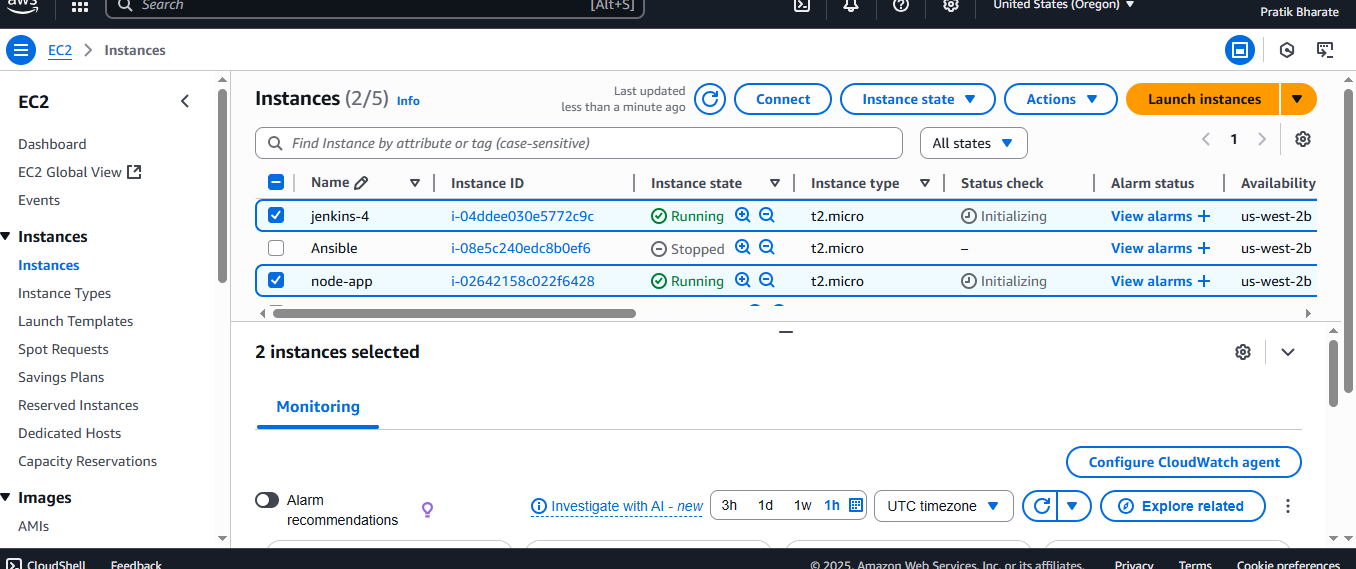 aws
Search
[Alt+S]
United States (Oregon)
Pratik Bharate
EC2
Instances
EC2
Dashboard
EC2 Global View
Events
Instances
Instances
Instance Types
Launch Templates
Spot Requests
Savings Plans
Reserved Instances
Dedicated Hosts
Capacity Reservations
Images
AMIs
Instances (2/5) Info
Last updated
less than a minute ago
Connect
Instance state
Actions
Launch instances
Find Instance by attribute or tag (case-sensitive)
All states
1
Name Instance ID Instance state Instance type Status check Alarm status Availability
jenkins-4 i-04ddee030e5772c9c Running t2.micro Initializing View alarms + us-west-2b
Ansible i-08e5c240edc8b0ef6 Stopped t2.micro – View alarms + us-west-2b
node-app i-02642158c022f6428 Running t2.micro Initializing View alarms + us-west-2b
2 instances selected
Monitoring
Configure CloudWatch agent
Alarm
recommendations
Investigate with AI - new
3h 1d 1w 1h
UTC timezone
Explore related
CloudShell Feedback
© 2025, Amazon Web Services, Inc. or its affiliates. Privacy Terms Cookie preferences